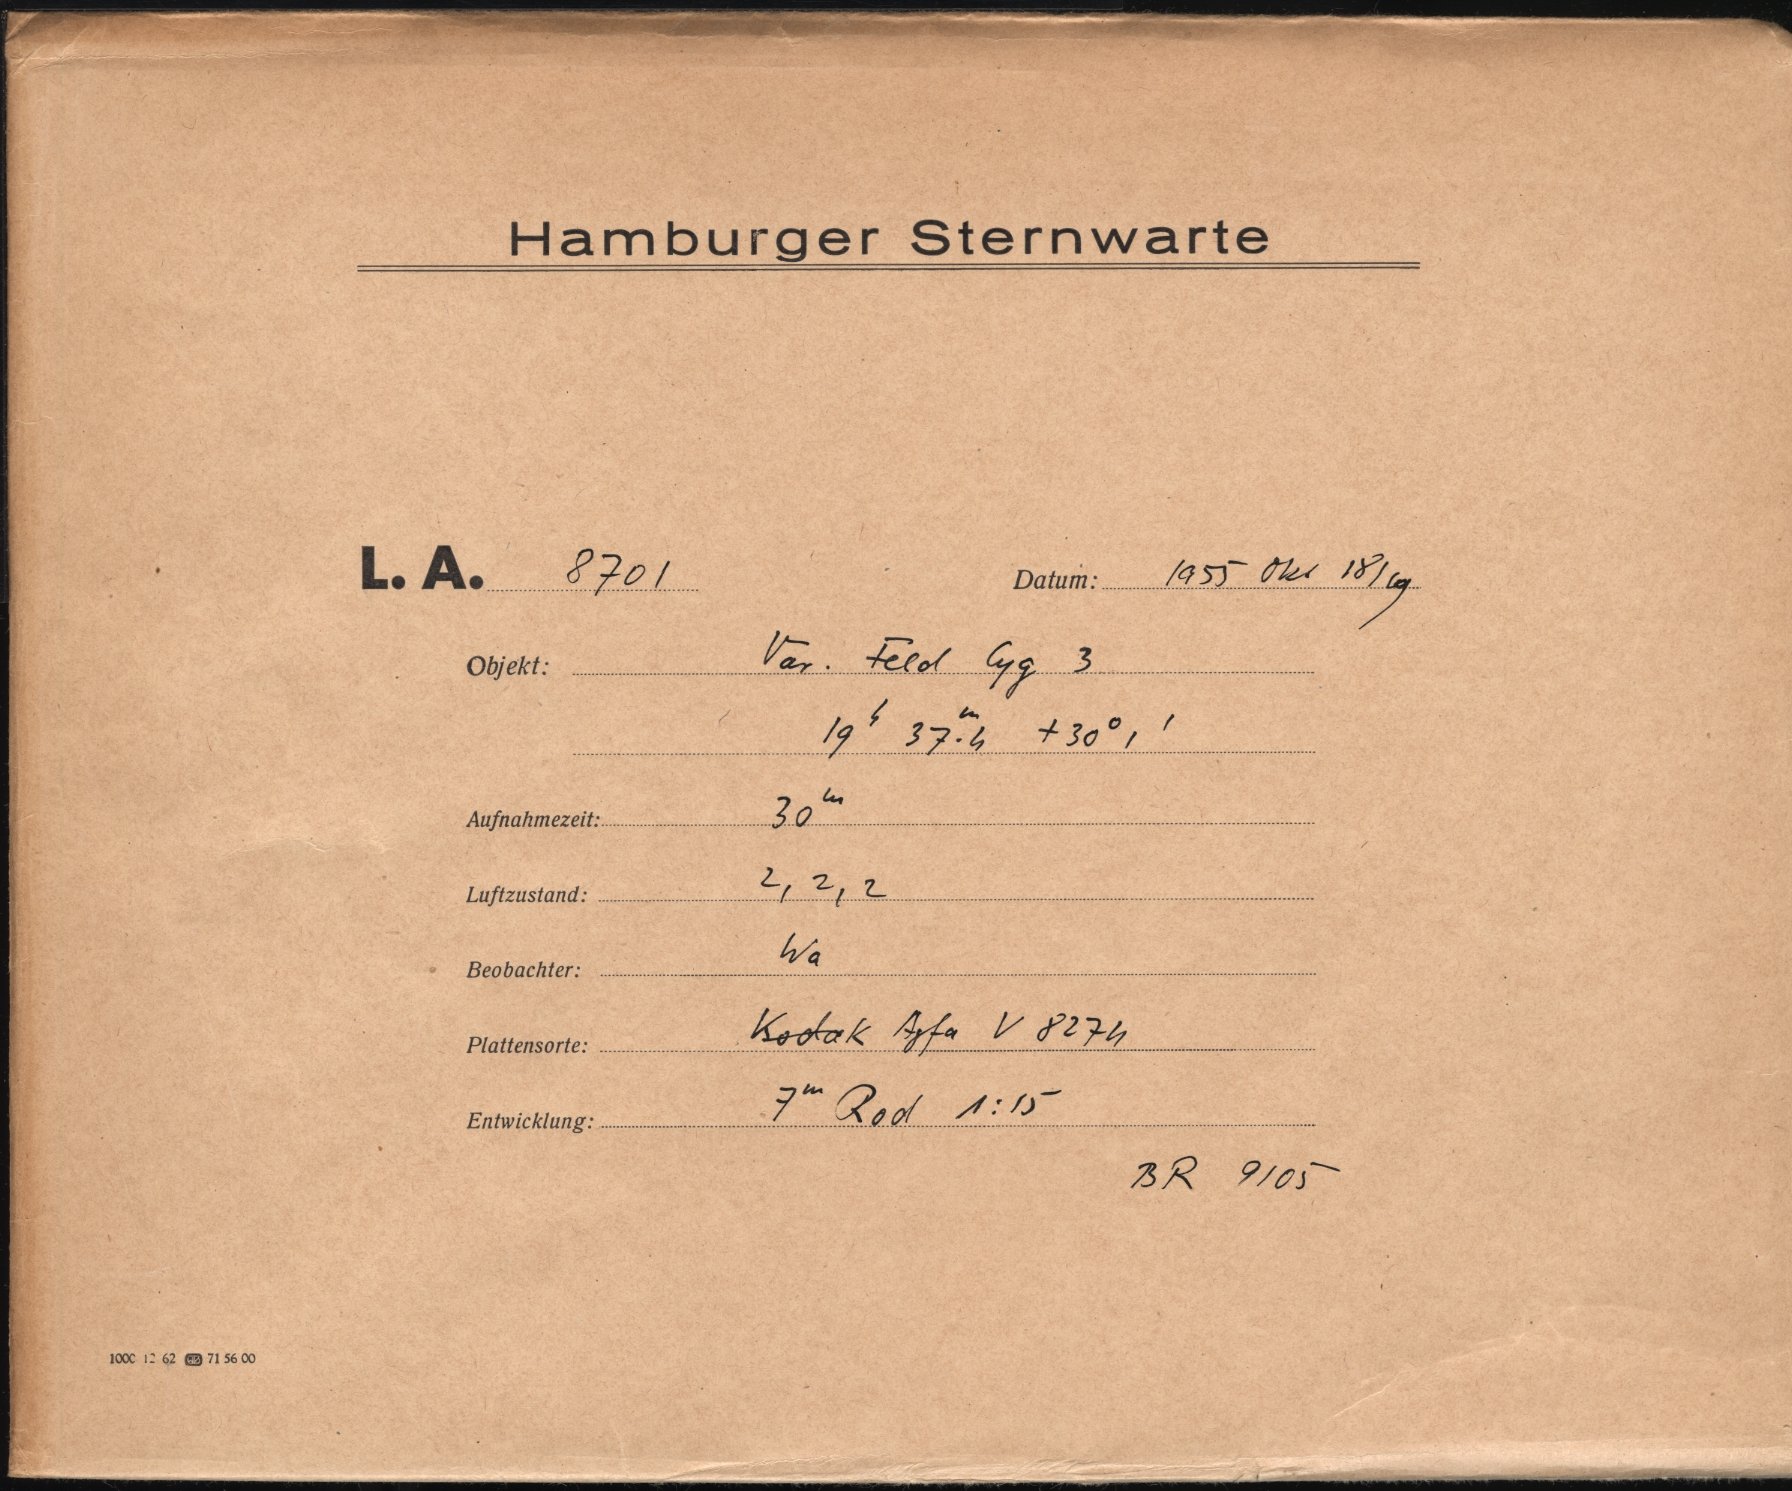 Hamburger Sternwarte
L. A. 8701 Datum: 1955 Okt 18/19
Objekt: Var. Feld Cyg 3
19ʰ 37ᵐ.4 +30° 1'
Aufnahmezeit: 30ᵐ
Luftzustand: 2, 2, 2
Beobachter: Wa
Plattensorte: Kodak Agfa V 8274
Entwicklung: 7ᵐ Rod 1:15
BR 9105
1000 12 62 71 56 00